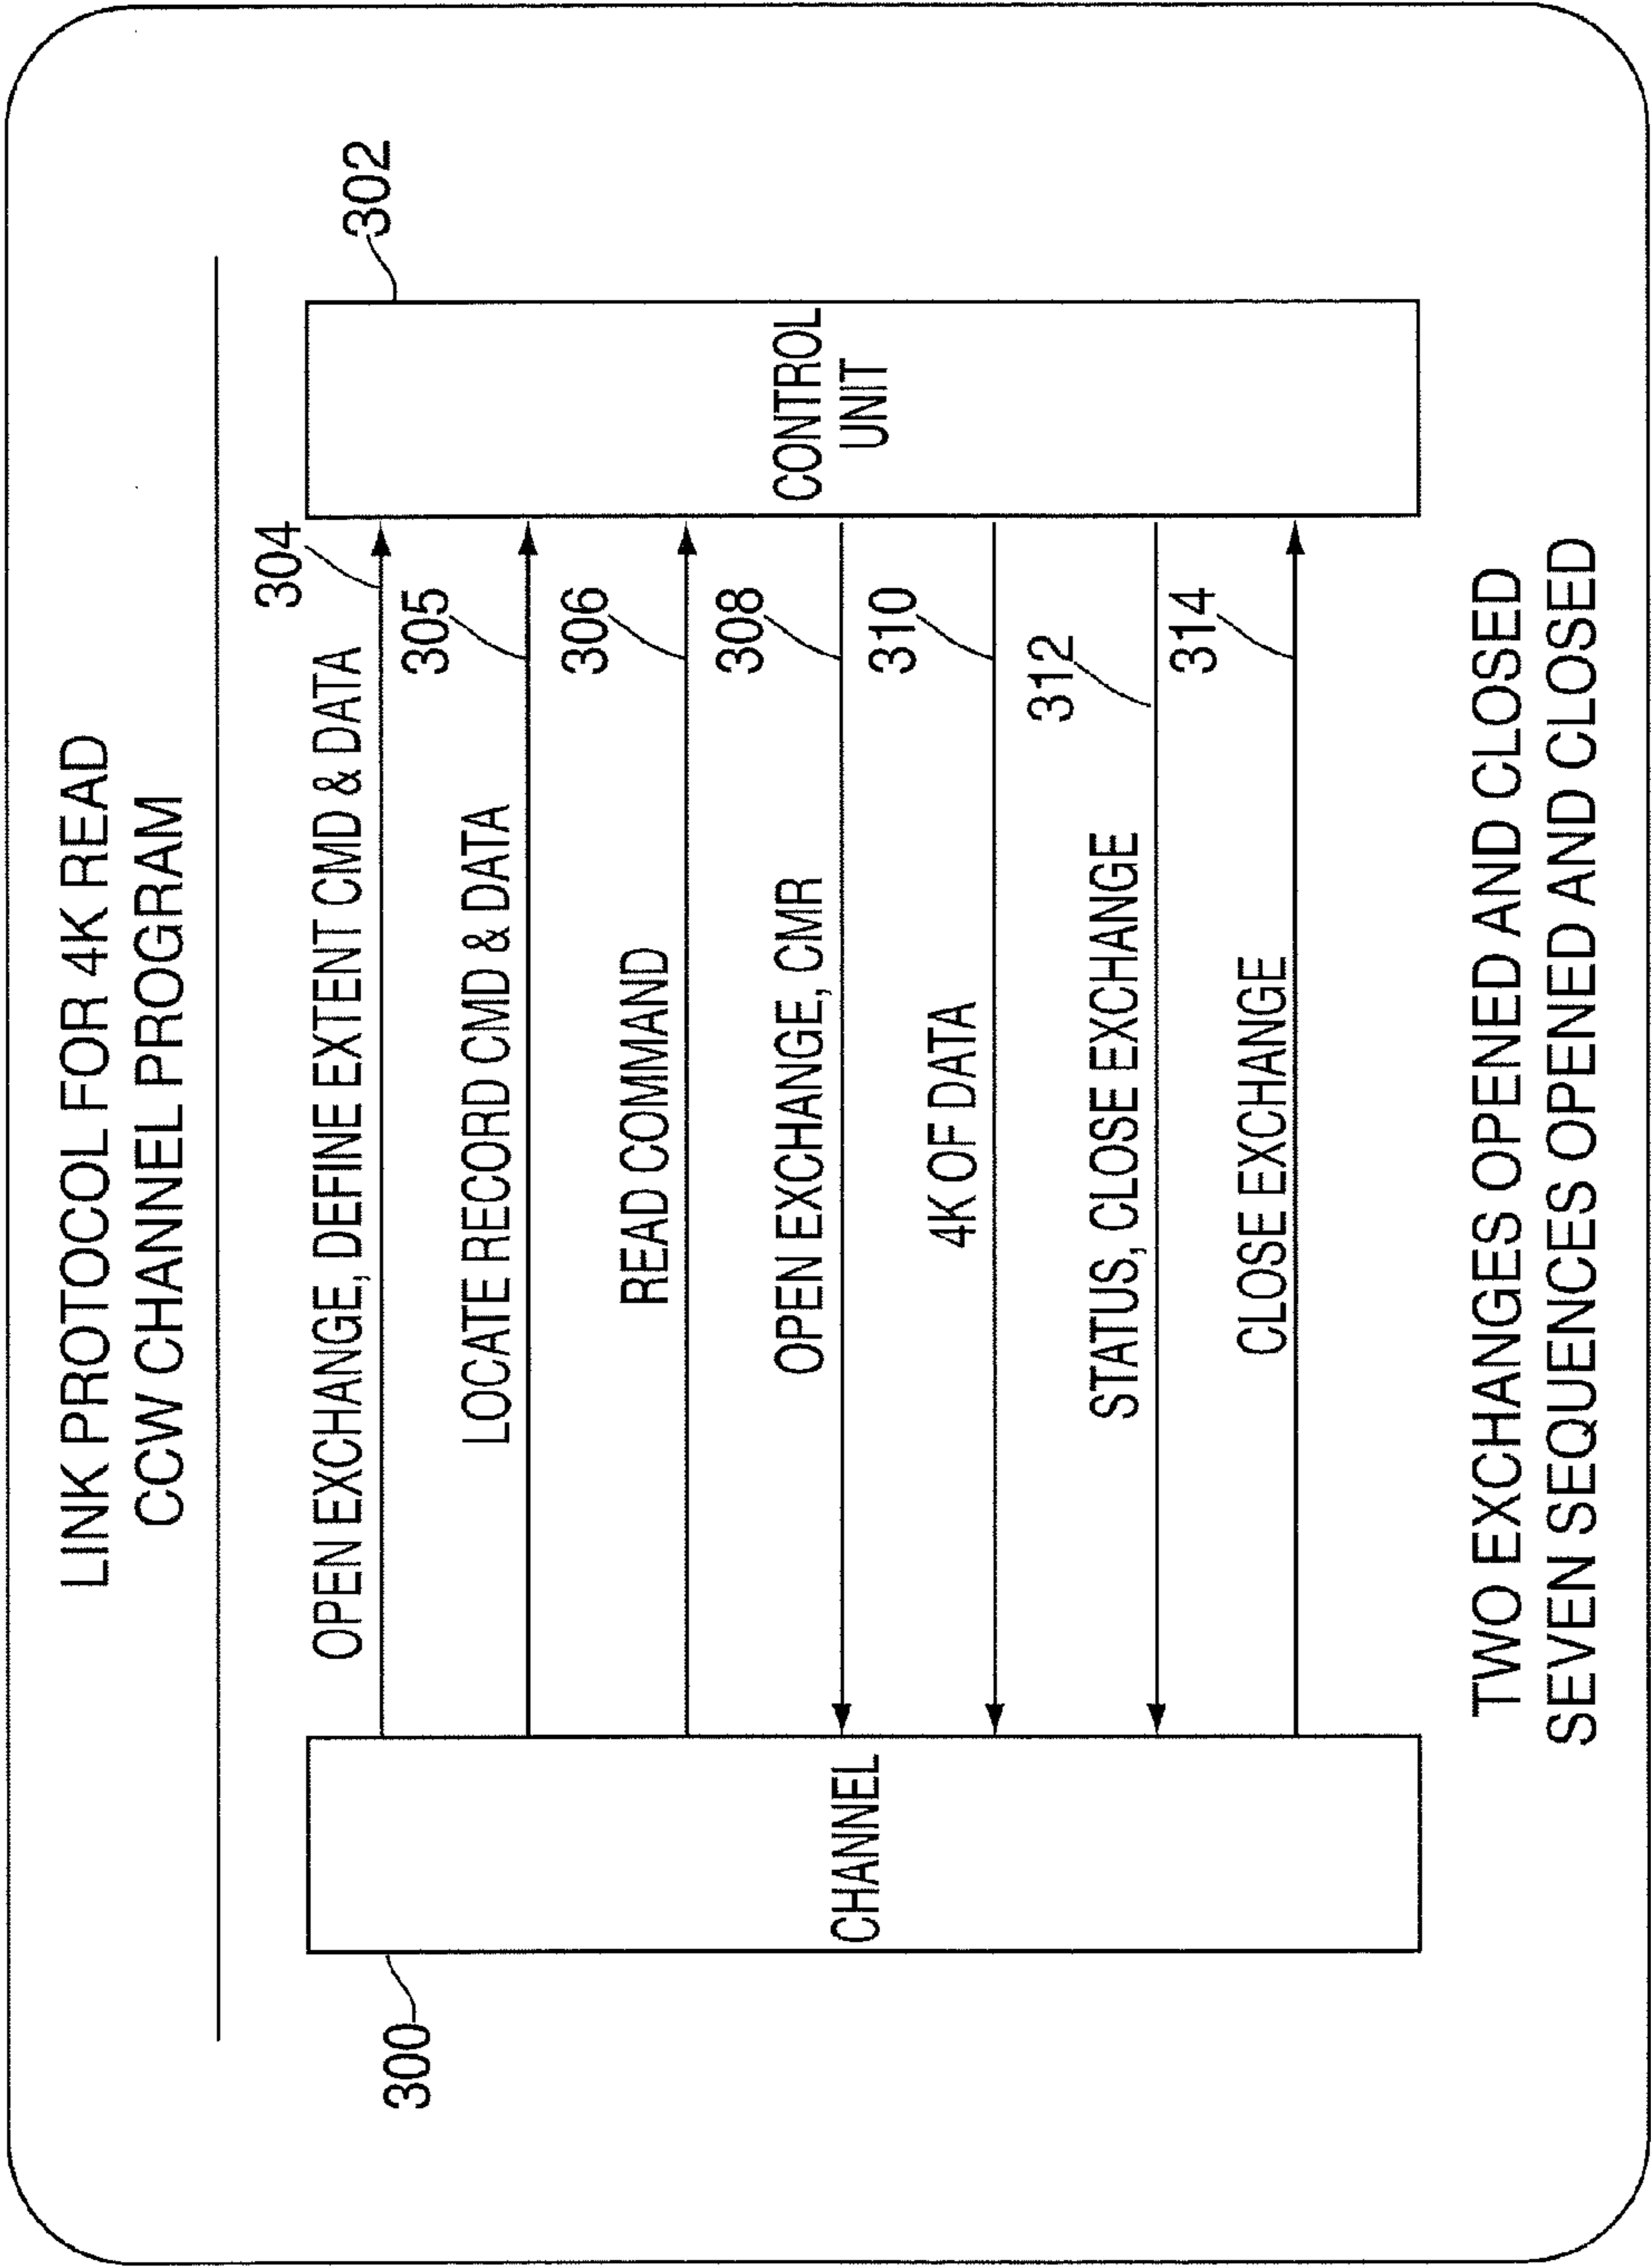 LINK PROTOCOL FOR 4K READ
CCW CHANNEL PROGRAM
300
302
CHANNEL
CONTROL
UNIT
OPEN EXCHANGE, DEFINE EXTENT CMD & DATA
304
LOCATE RECORD CMD & DATA
305
READ COMMAND
306
OPEN EXCHANGE, CMR
308
4K OF DATA
310
STATUS, CLOSE EXCHANGE
312
CLOSE EXCHANGE
314
TWO EXCHANGES OPENED AND CLOSED
SEVEN SEQUENCES OPENED AND CLOSED